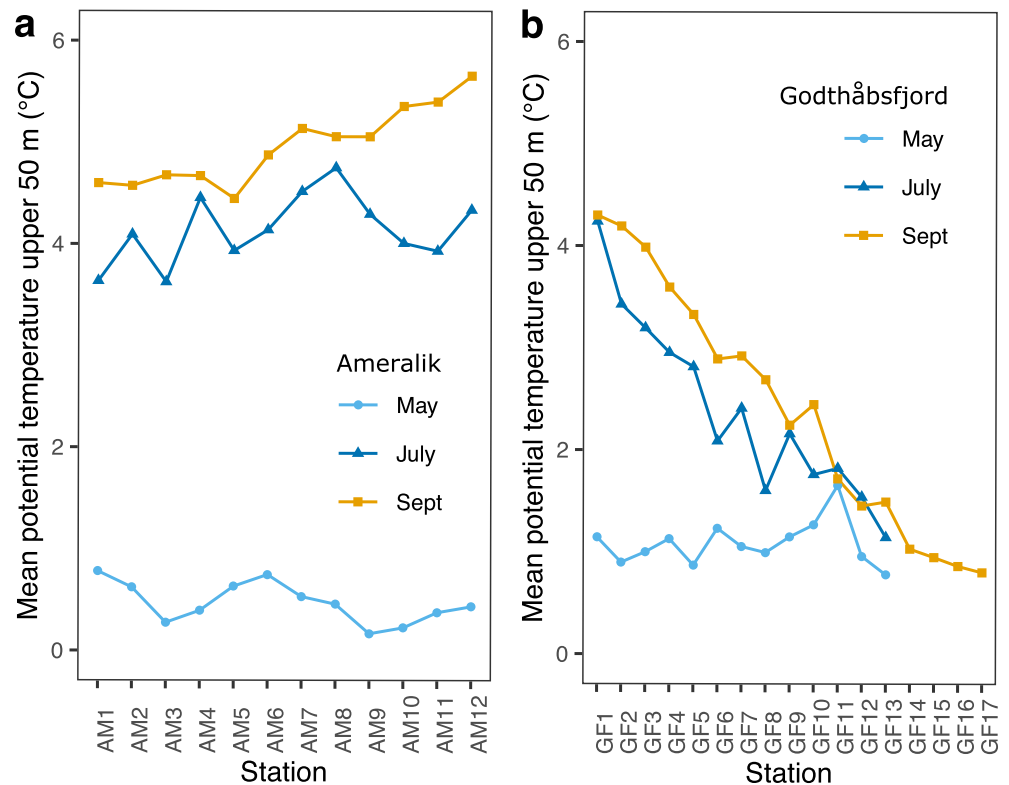 a
Mean potential temperature upper 50 m (°C)
6
4
2
0
Ameralik
May
July
Sept
AM1
AM2
AM3
AM4
AM5
AM6
AM7
AM8
AM9
AM10
AM11
AM12
Station
b
Mean potential temperature upper 50 m (°C)
6
4
2
0
Godthåbsfjord
May
July
Sept
GF1
GF2
GF3
GF4
GF5
GF6
GF7
GF8
GF9
GF10
GF11
GF12
GF13
GF14
GF15
GF16
GF17
Station